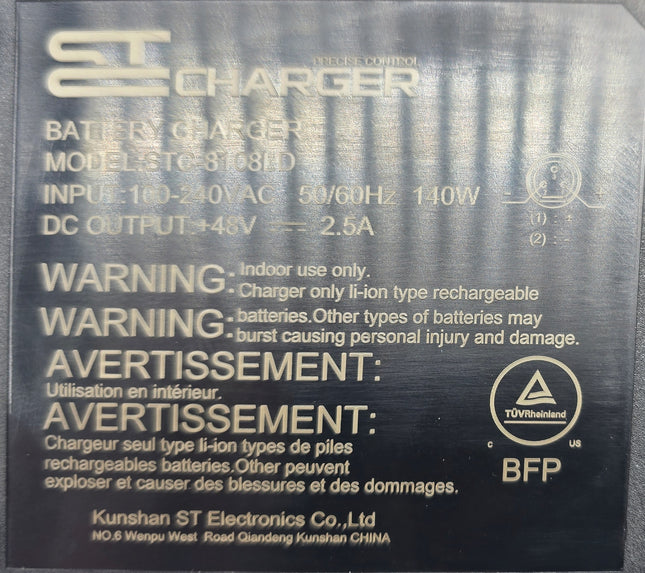 ST
PRECISE CONTROL
CHARGER
BATTERY CHARGER
INPUT:100-240VAC 50/60Hz 140W
DC OUTPUT:+48V 2.5A
(1) : +
(2) : -
WARNING: Indoor use only.
Charger only li-ion type rechargeable
WARNING: batteries.Other types of batteries may
burst causing personal injury and damage.
AVERTISSEMENT:
Utilisation en intérieur.
AVERTISSEMENT:
Chargeur seul type li-ion types de piles
rechargeables batteries.Other peuvent
exploser et causer des blessures et des dommages.
TÜVRheinland
C US
BFP
Kunshan ST Electronics Co.,Ltd
NO.6 Wenpu West Road Qiandeng Kunshan CHINA